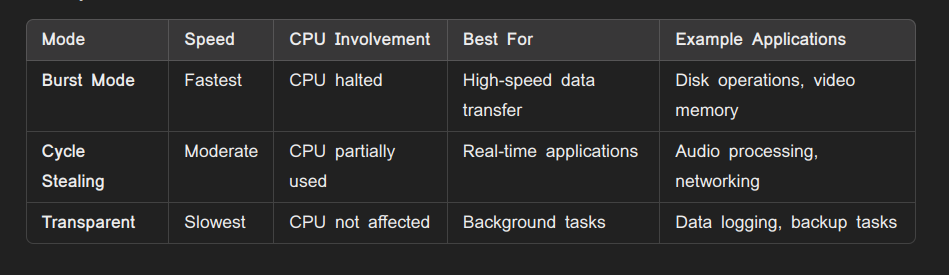 Mode Speed CPU Involvement Best For Example Applications
Burst Mode Fastest CPU halted High-speed data transfer Disk operations, video memory
Cycle Stealing Moderate CPU partially used Real-time applications Audio processing, networking
Transparent Slowest CPU not affected Background tasks Data logging, backup tasks